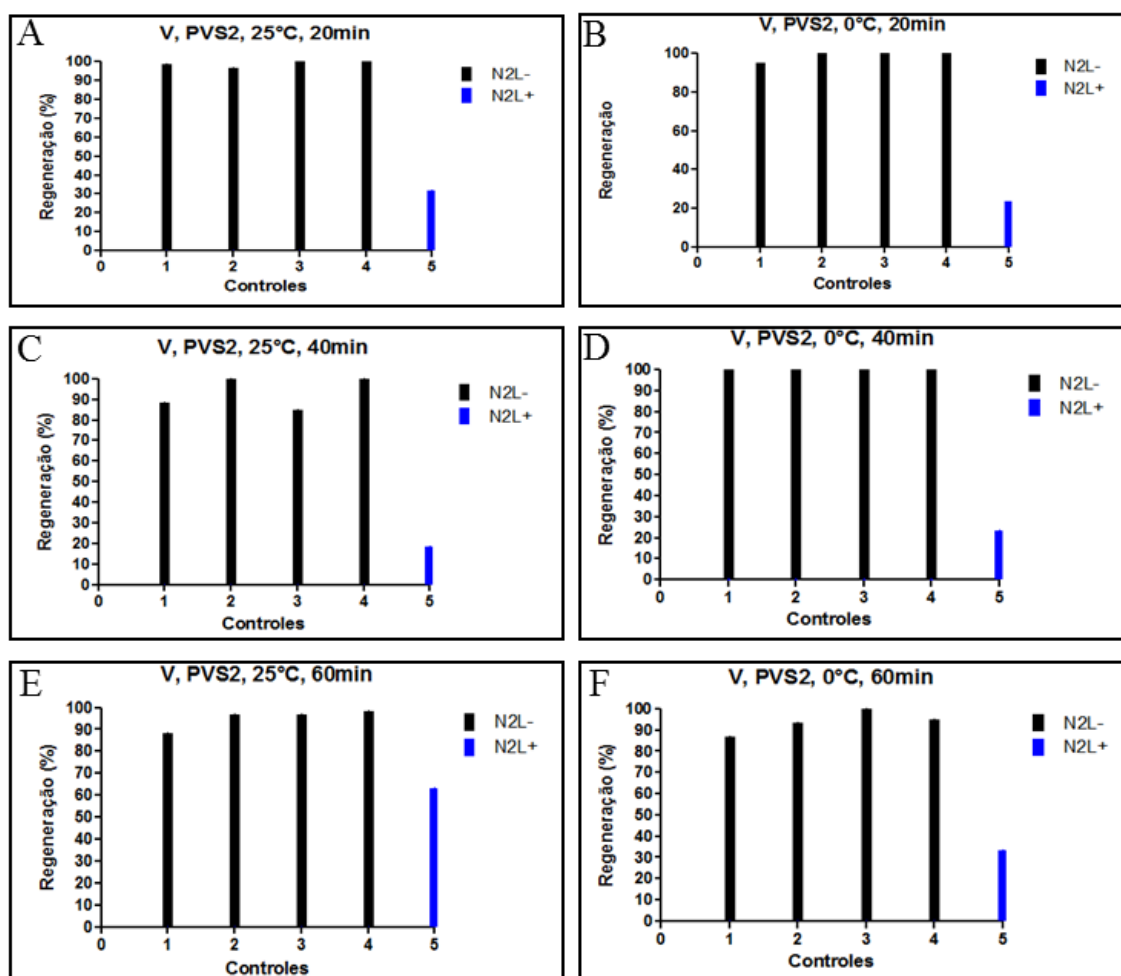 A
V, PVS2, 25°C, 20min
Regeneração (%)
100
90
80
70
60
50
40
30
20
10
0
0 1 2 3 4 5
Controles
N2L-
N2L+
B
V, PVS2, 0°C, 20min
Regeneração
100
80
60
40
20
0
0 1 2 3 4 5
Controles
N2L-
N2L+
C
V, PVS2, 25°C, 40min
Regeneração (%)
100
90
80
70
60
50
40
30
20
10
0
0 1 2 3 4 5
Controles
N2L-
N2L+
D
V, PVS2, 0°C, 40min
Regeneração (%)
100
90
80
70
60
50
40
30
20
10
0
0 1 2 3 4 5
Controles
N2L-
N2L+
E
V, PVS2, 25°C, 60min
Regeneração (%)
100
90
80
70
60
50
40
30
20
10
0
0 1 2 3 4 5
Controles
N2L-
N2L+
F
V, PVS2, 0°C, 60min
Regeneração (%)
100
90
80
70
60
50
40
30
20
10
0
0 1 2 3 4 5
Controles
N2L-
N2L+